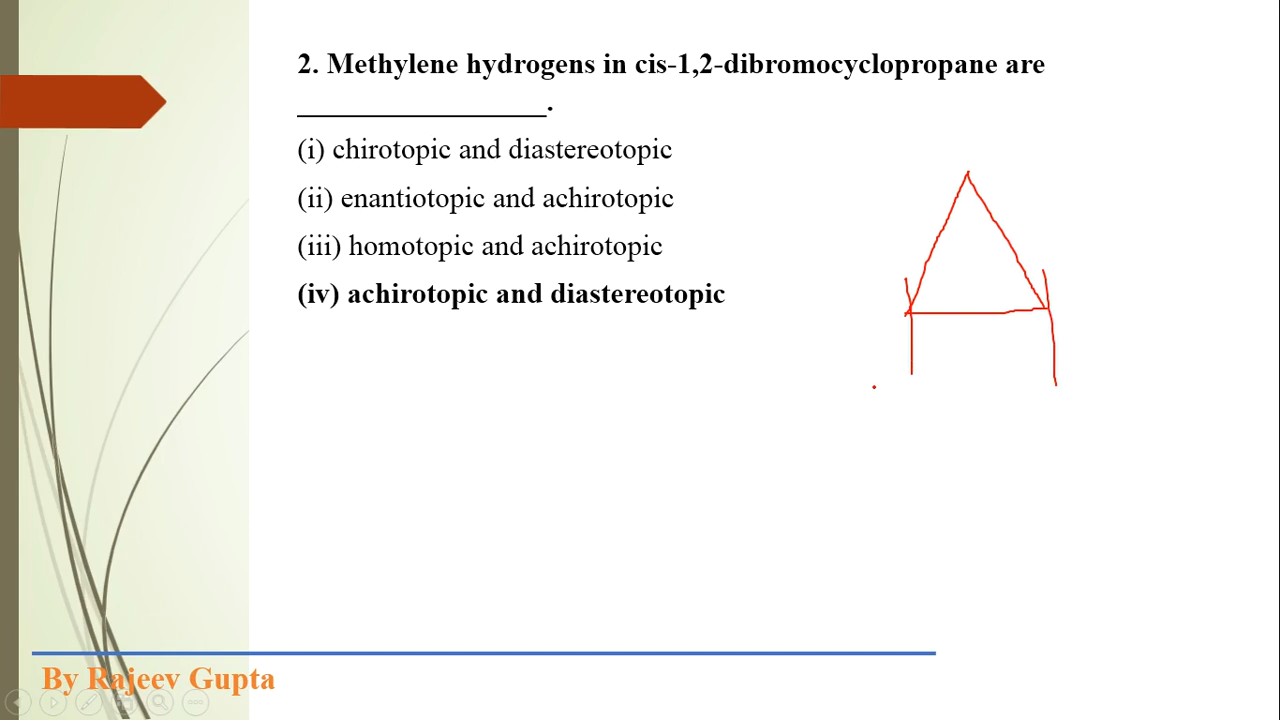 2. Methylene hydrogens in cis-1,2-dibromocyclopropane are
__________________.
(i) chirotopic and diastereotopic
(ii) enantiotopic and achirotopic
(iii) homotopic and achirotopic
(iv) achirotopic and diastereotopic
By Rajeev Gupta